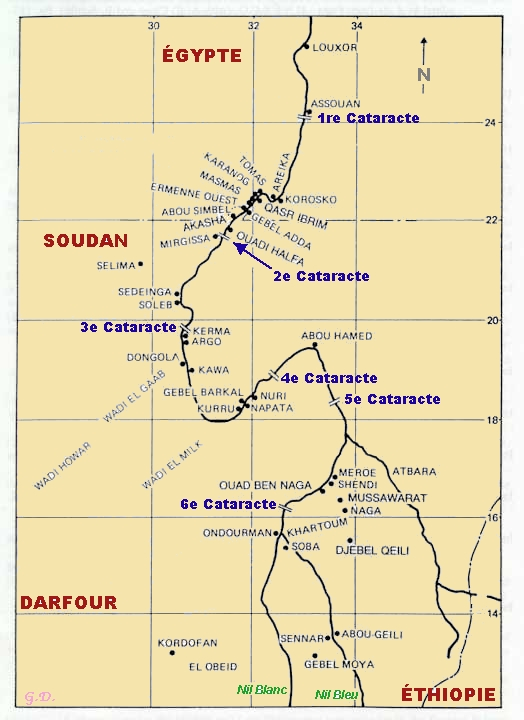 30
32
34
LOUXOR
ÉGYPTE
N
ASSOUAN
1re Cataracte
24
TOMAS
KARANOG
AREIKA
MASMAS
ERMENNE OUEST
KOROSKO
ABOU SIMBEL
QASR IBRIM
AKASHA
GEBEL ADDA
22
SOUDAN
MIRGISSA
OUADI HALFA
SELIMA
2e Cataracte
SEDEINGA
SOLEB
20
3e Cataracte
KERMA
ARGO
ABOU HAMED
DONGOLA
KAWA
4e Cataracte
WADI EL GAAB
GEBEL BARKAL
NURI
5e Cataracte
KURRU
NAPATA
18
WADI HOWAR
WADI EL MILK
MEROE
ATBARA
OUAD BEN NAGA
SHENDI
MUSSAWARAT
6e Cataracte
NAGA
16
ONDOURMAN
KHARTOUM
SOBA
DJEBEL QEILI
DARFOUR
14
KORDOFAN
SENNAR
ABOU-GEILI
EL OBEID
GEBEL MOYA
G.D.
Nil Blanc
Nil Bleu
ÉTHIOPIE